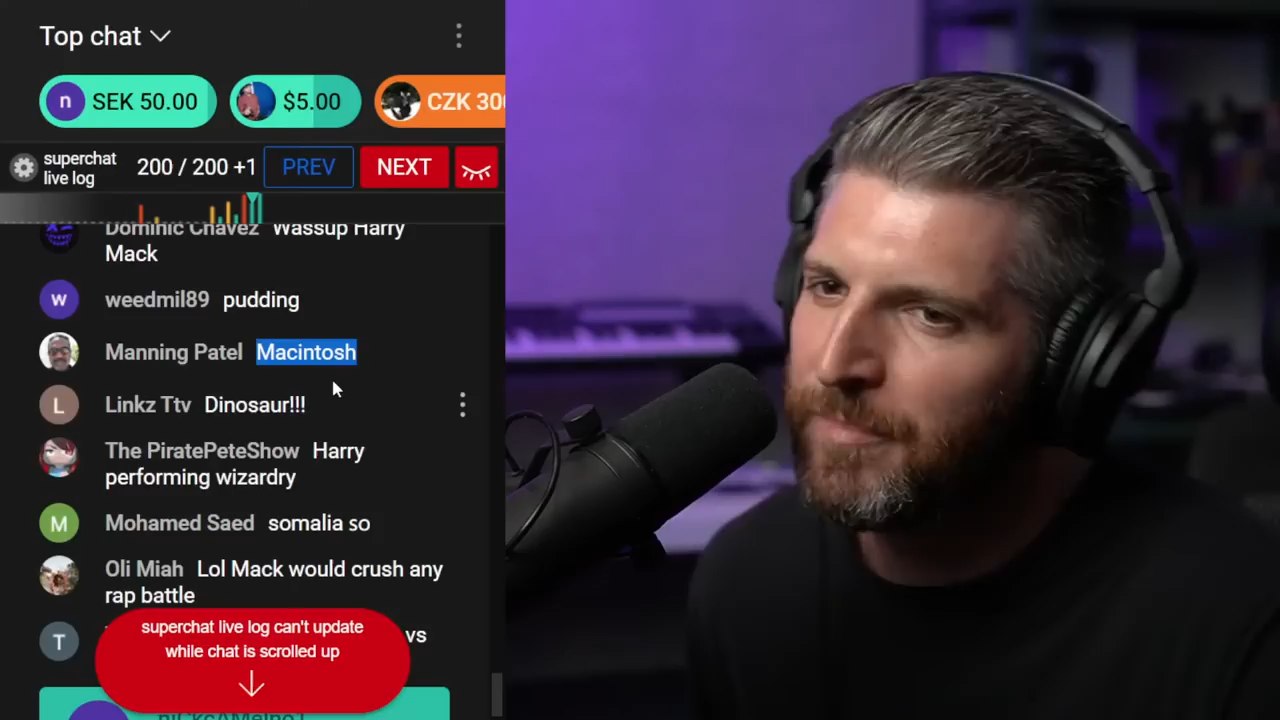 Top chat
n SEK 50.00 $5.00 CZK 300
superchat
live log
200 / 200 +1 PREV NEXT
Dominic Chavez Wassup Harry
Mack
w weedmil89 pudding
Manning Patel Macintosh
L Linkz Ttv Dinosaur!!!
The PiratePeteShow Harry
performing wizardry
M Mohamed Saed somalia so
Oli Miah Lol Mack would crush any
rap battle
T vs
superchat live log can't update
while chat is scrolled up